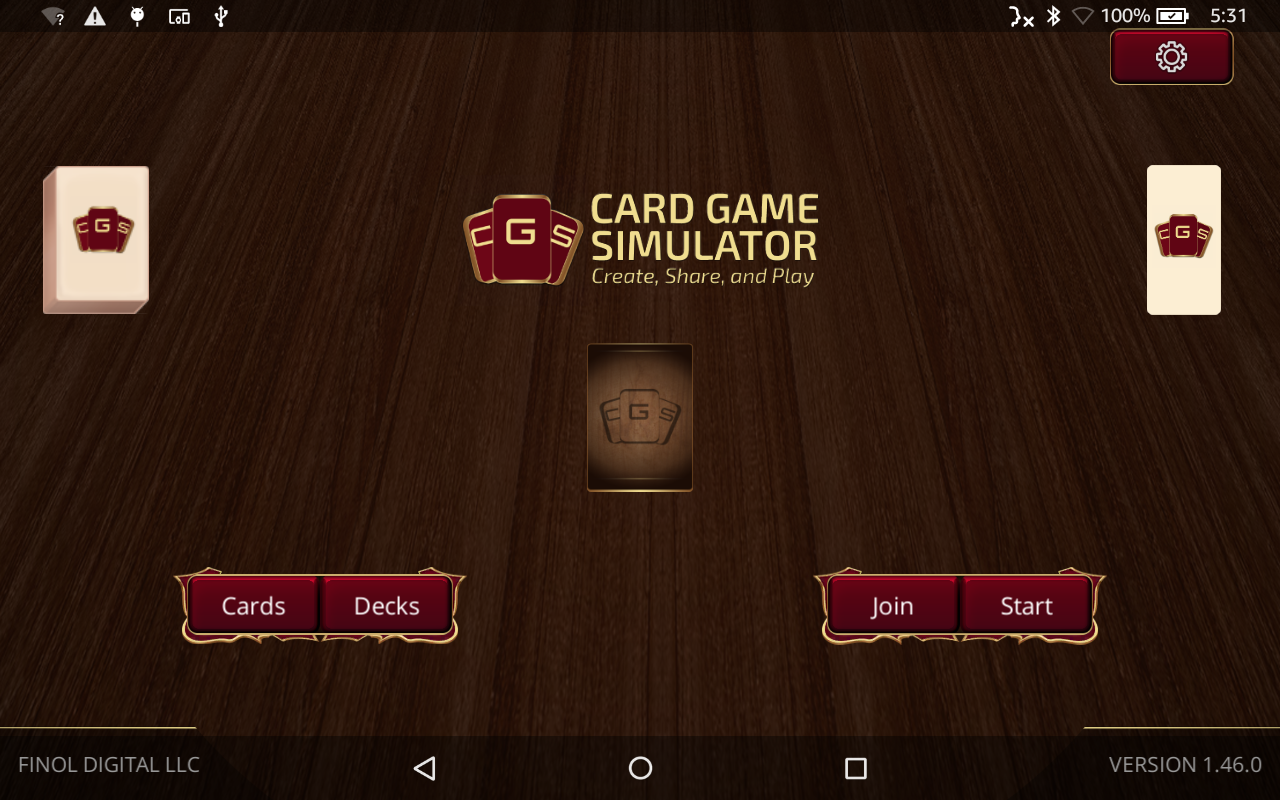 100% 5:31
CGS
CGS
CARD GAME
SIMULATOR
Create, Share, and Play
CGS
CGS
Cards Decks Join Start
FINOL DIGITAL LLC
VERSION 1.46.0